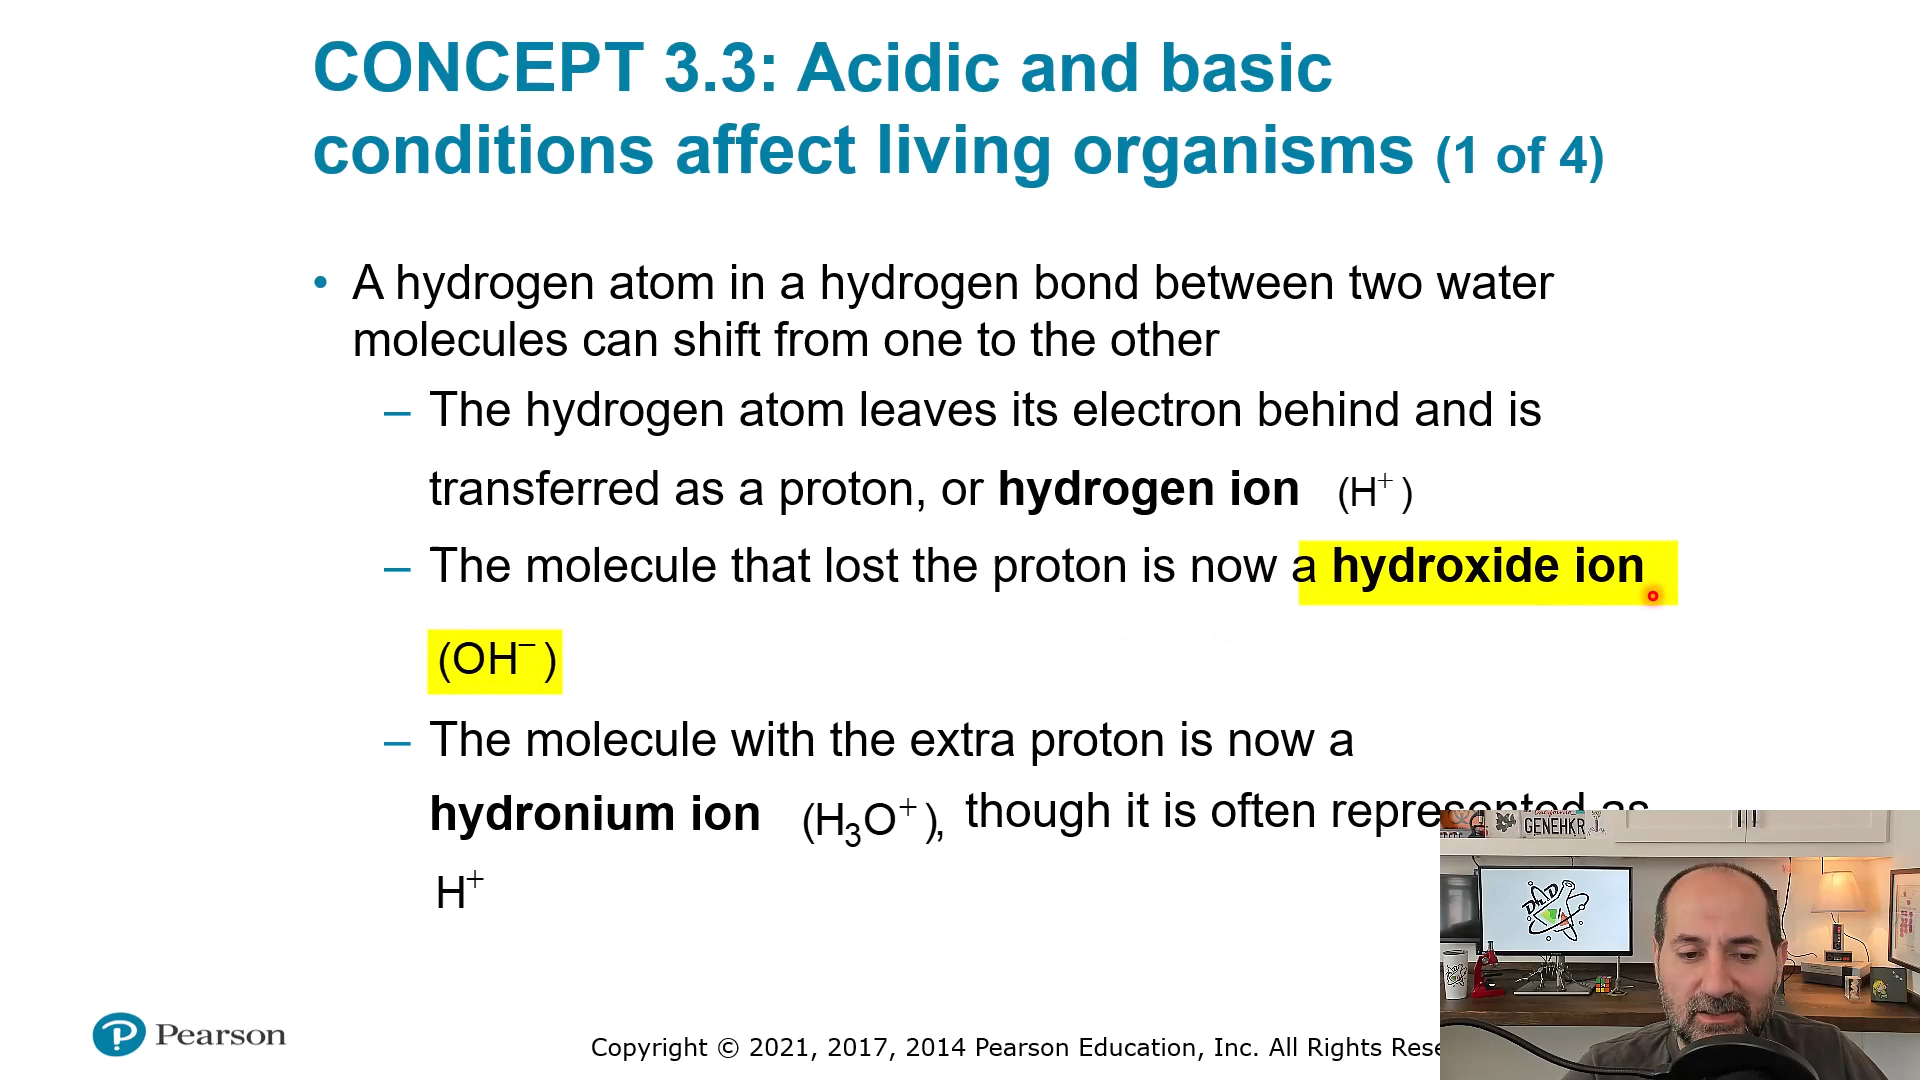 CONCEPT 3.3: Acidic and basic
conditions affect living organisms (1 of 4)
• A hydrogen atom in a hydrogen bond between two water
molecules can shift from one to the other
– The hydrogen atom leaves its electron behind and is
transferred as a proton, or hydrogen ion (H⁺)
– The molecule that lost the proton is now a hydroxide ion
(OH⁻)
– The molecule with the extra proton is now a
hydronium ion (H₃O⁺), though it is often represented as
H⁺
GENEHKR
Pearson
Copyright © 2021, 2017, 2014 Pearson Education, Inc. All Rights Rese